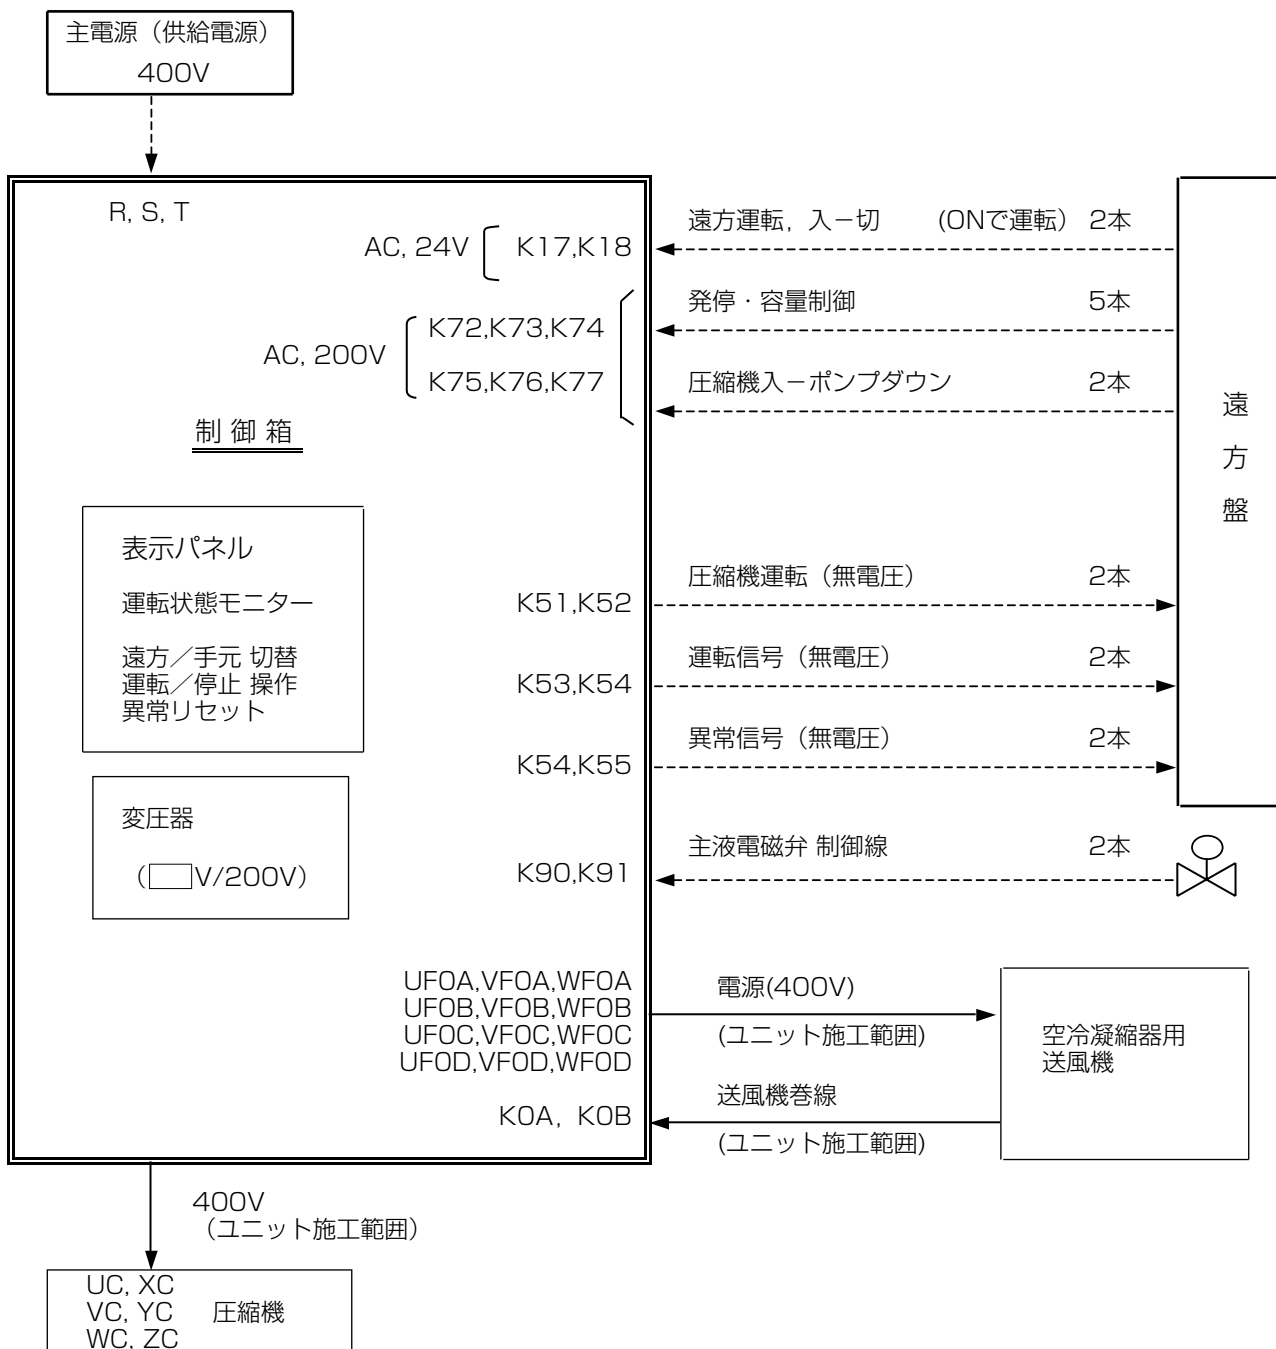 主電源（供給電源）
400V
R, S, T
AC, 24V K17,K18
遠方運転，入－切 (ONで運転） 2本
発停・容量制御 5本
K72,K73,K74
AC, 200V
K75,K76,K77
圧縮機入－ポンプダウン 2本
制 御 箱
遠
方
盤
表示パネル
運転状態モニター
遠方／手元 切替
運転／停止 操作
異常リセット
圧縮機運転（無電圧） 2本
K51,K52
運転信号（無電圧） 2本
K53,K54
異常信号（無電圧） 2本
K54,K55
変圧器
（ V/200V）
主液電磁弁 制御線 2本
K90,K91
UF0A,VF0A,WF0A
UF0B,VF0B,WF0B
UF0C,VF0C,WF0C
UF0D,VF0D,WF0D
電源(400V)
(ユニット施工範囲)
空冷凝縮器用
送風機
送風機巻線
K0A，K0B
(ユニット施工範囲)
400V
（ユニット施工範囲）
UC, XC
VC, YC 圧縮機
WC, ZC